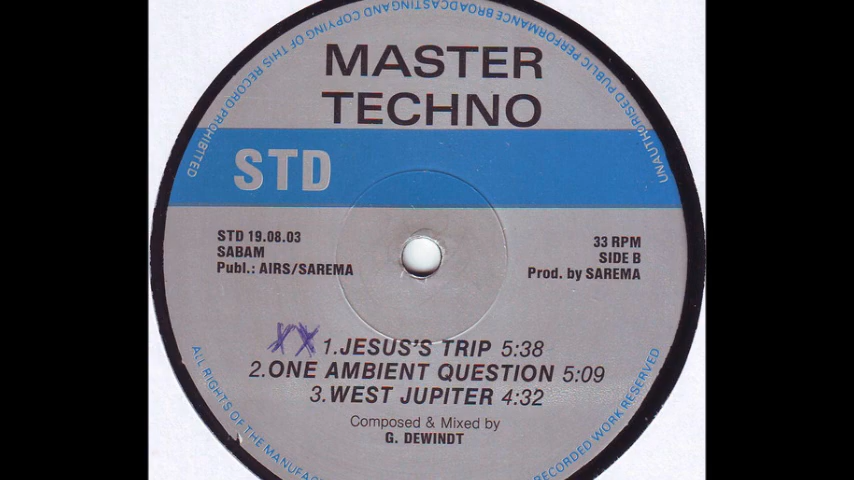 UNAUTHORISED PUBLIC PERFORMANCE BROADCASTING AND COPYING OF THIS RECORD PROHIBITED
MASTER
TECHNO
STD
STD 19.08.03
SABAM
Publ.: AIRS/SAREMA
33 RPM
SIDE B
Prod. by SAREMA
XX 1.JESUS'S TRIP 5:38
2.ONE AMBIENT QUESTION 5:09
3.WEST JUPITER 4:32
Composed & Mixed by
G. DEWINDT
ALL RIGHTS OF THE
RECORDED WORK RESERVED